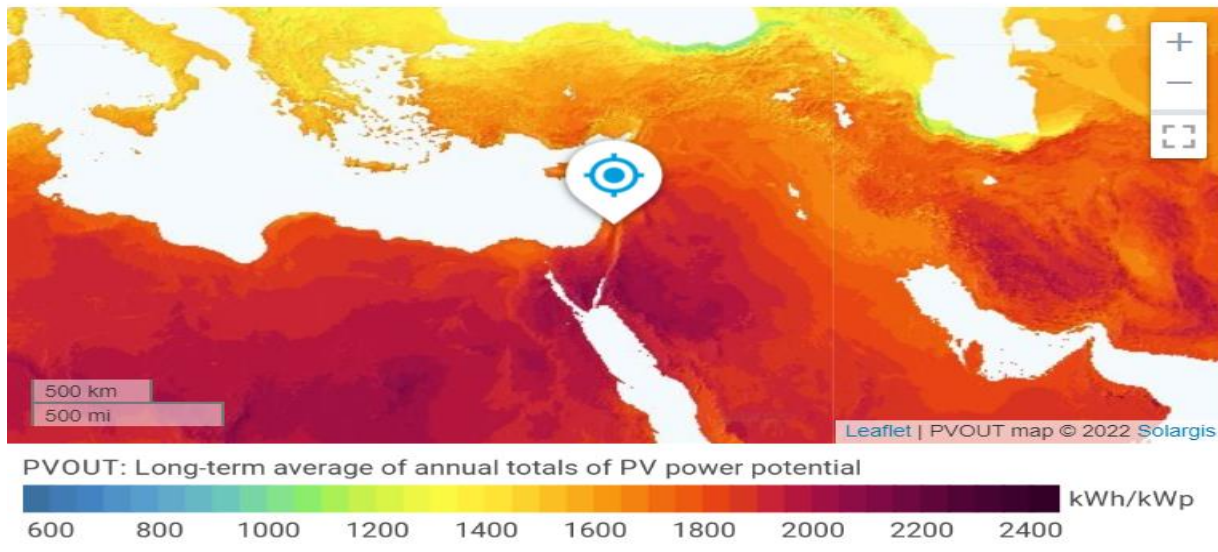 +
−
500 km
500 mi
Leaflet | PVOUT map © 2022 Solargis
PVOUT: Long-term average of annual totals of PV power potential
kWh/kWp
600 800 1000 1200 1400 1600 1800 2000 2200 2400